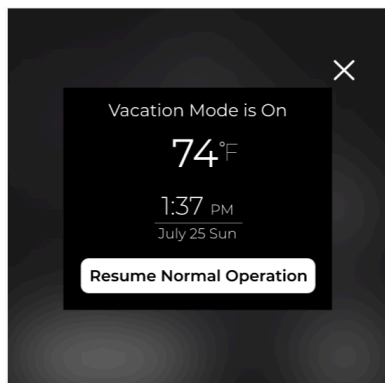 Vacation Mode is On
74°F
1:37 PM
July 25 Sun
Resume Normal Operation